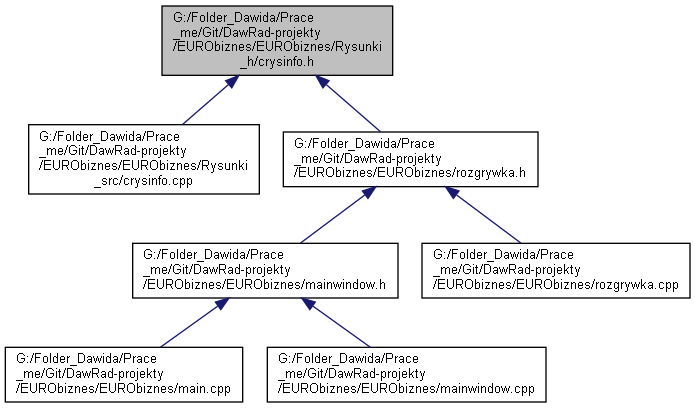 G:/Folder_Dawida/Prace
_me/Git/DawRad-projekty
/EURObiznes/EURObiznes/Rysunki
_h/crysinfo.h
G:/Folder_Dawida/Prace
_me/Git/DawRad-projekty
/EURObiznes/EURObiznes/Rysunki
_src/crysinfo.cpp
G:/Folder_Dawida/Prace
_me/Git/DawRad-projekty
/EURObiznes/EURObiznes/rozgrywka.h
G:/Folder_Dawida/Prace
_me/Git/DawRad-projekty
/EURObiznes/EURObiznes/mainwindow.h
G:/Folder_Dawida/Prace
_me/Git/DawRad-projekty
/EURObiznes/EURObiznes/rozgrywka.cpp
G:/Folder_Dawida/Prace
_me/Git/DawRad-projekty
/EURObiznes/EURObiznes/main.cpp
G:/Folder_Dawida/Prace
_me/Git/DawRad-projekty
/EURObiznes/EURObiznes/mainwindow.cpp